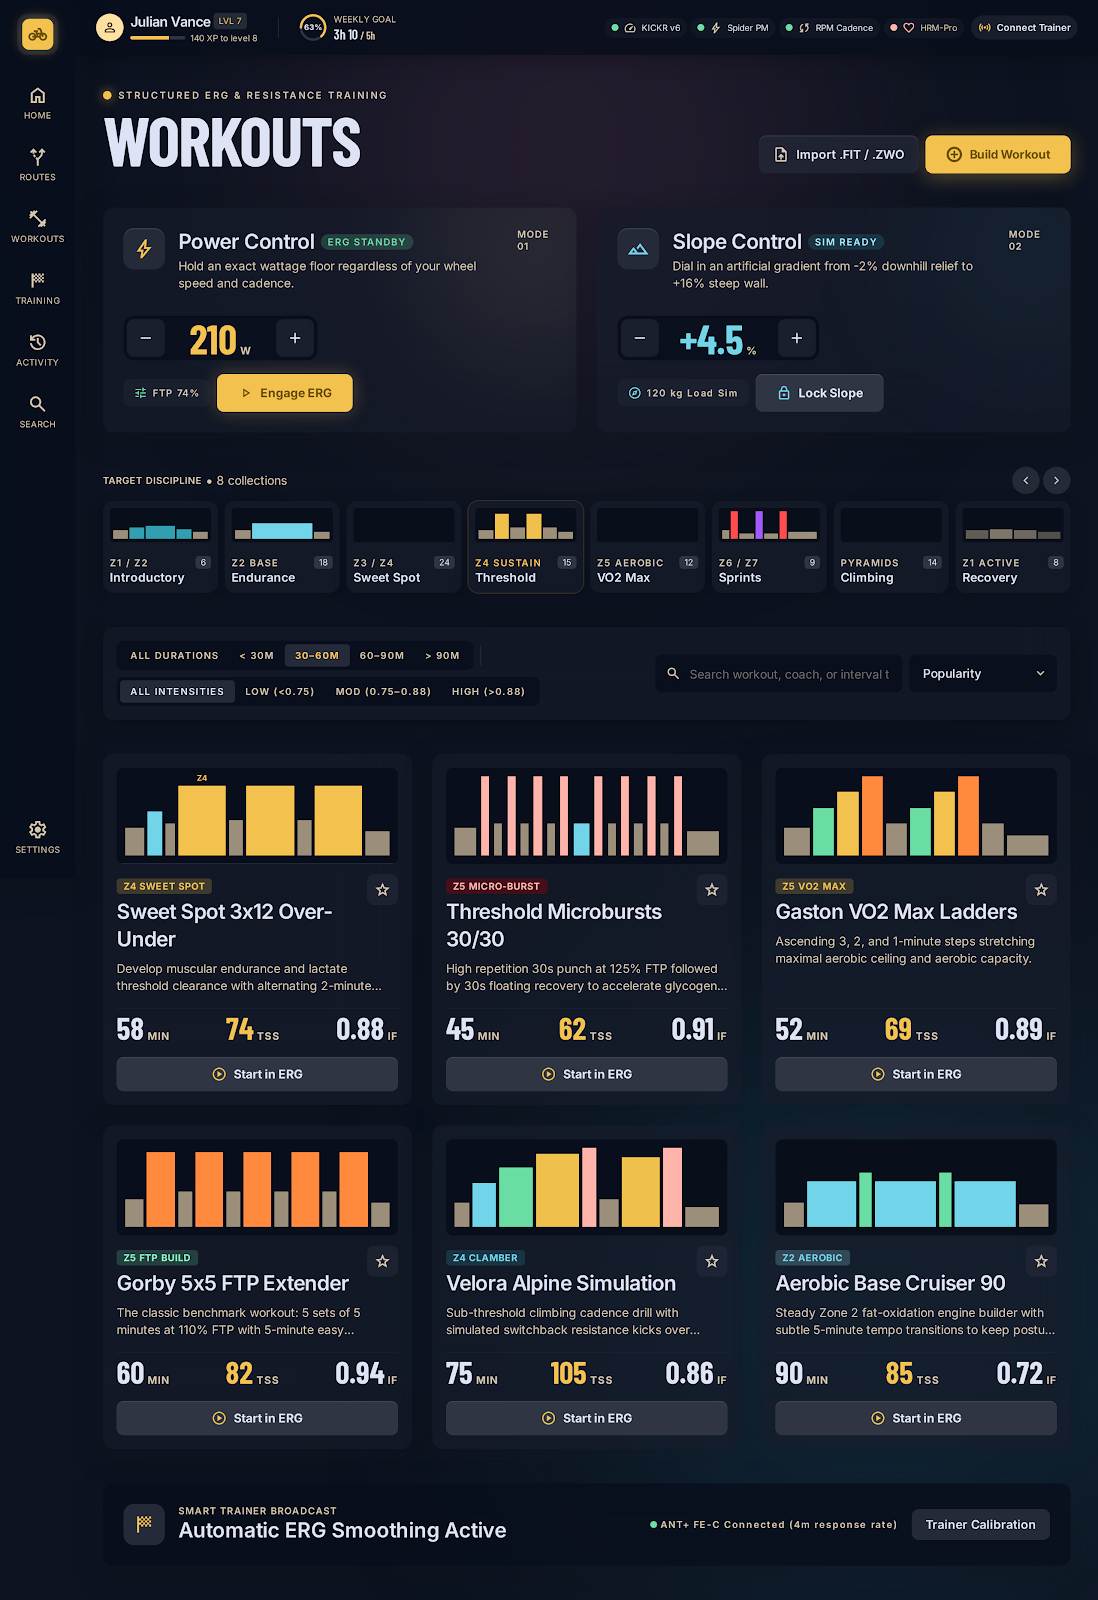 Julian Vance LVL 7
140 XP to level 8
63%
WEEKLY GOAL
3h 10 / 5h
KICKR v6
Spider PM
RPM Cadence
HRM-Pro
Connect Trainer
HOME
ROUTES
WORKOUTS
TRAINING
ACTIVITY
SEARCH
SETTINGS
STRUCTURED ERG & RESISTANCE TRAINING
WORKOUTS
Import .FIT / .ZWO
Build Workout
Power Control ERG STANDBY
MODE
01
Hold an exact wattage floor regardless of your wheel
speed and cadence.
− 210 W +
FTP 74%
Engage ERG
Slope Control SIM READY
MODE
02
Dial in an artificial gradient from -2% downhill relief to
+16% steep wall.
− +4.5 % +
120 kg Load Sim
Lock Slope
TARGET DISCIPLINE • 8 collections
Z1 / Z2 6
Introductory
Z2 BASE 18
Endurance
Z3 / Z4 24
Sweet Spot
Z4 SUSTAIN 15
Threshold
Z5 AEROBIC 12
VO2 Max
Z6 / Z7 9
Sprints
PYRAMIDS 14
Climbing
Z1 ACTIVE 8
Recovery
ALL DURATIONS < 30M 30–60M 60–90M > 90M
ALL INTENSITIES LOW (<0.75) MOD (0.75–0.88) HIGH (>0.88)
Search workout, coach, or interval t
Popularity
Z4
Z4 SWEET SPOT
Sweet Spot 3x12 Over-
Under
Develop muscular endurance and lactate
threshold clearance with alternating 2-minute...
58 MIN 74 TSS 0.88 IF
Start in ERG
Z5 MICRO-BURST
Threshold Microbursts
30/30
High repetition 30s punch at 125% FTP followed
by 30s floating recovery to accelerate glycogen...
45 MIN 62 TSS 0.91 IF
Start in ERG
Z5 VO2 MAX
Gaston VO2 Max Ladders
Ascending 3, 2, and 1-minute steps stretching
maximal aerobic ceiling and aerobic capacity.
52 MIN 69 TSS 0.89 IF
Start in ERG
Z5 FTP BUILD
Gorby 5x5 FTP Extender
The classic benchmark workout: 5 sets of 5
minutes at 110% FTP with 5-minute easy...
60 MIN 82 TSS 0.94 IF
Start in ERG
Z4 CLAMBER
Velora Alpine Simulation
Sub-threshold climbing cadence drill with
simulated switchback resistance kicks over...
75 MIN 105 TSS 0.86 IF
Start in ERG
Z2 AEROBIC
Aerobic Base Cruiser 90
Steady Zone 2 fat-oxidation engine builder with
subtle 5-minute tempo transitions to keep postu...
90 MIN 85 TSS 0.72 IF
Start in ERG
SMART TRAINER BROADCAST
Automatic ERG Smoothing Active
ANT+ FE-C Connected (4m response rate)
Trainer Calibration